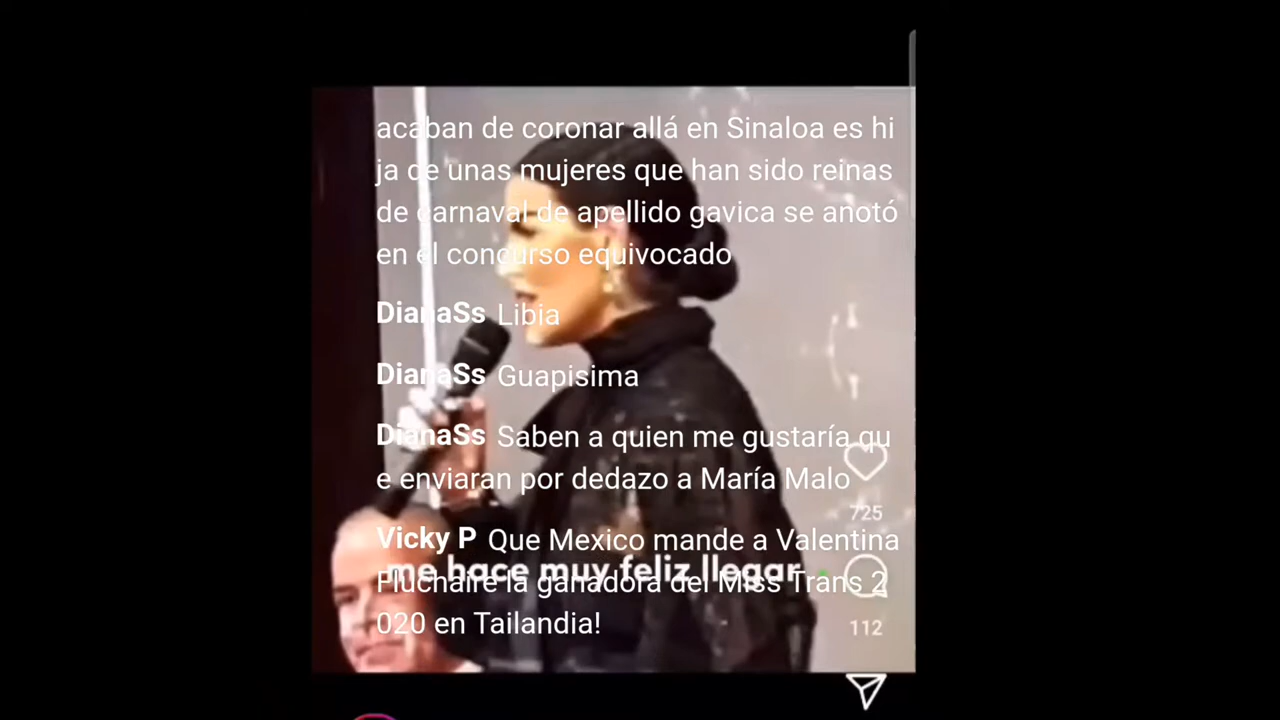 acaban de coronar allá en Sinaloa es hi
ja de unas mujeres que han sido reinas
de carnaval de apellido gavica se anotó
en el concurso equivocado
DianaSs Libia
DianaSs Guapisima
DianaSs Saben a quien me gustaría qu
e enviaran por dedazo a María Malo
725
Vicky P Que Mexico mande a Valentina
me hace muy feliz llegar
Fluchaire la ganadora del Miss Trans 2
020 en Tailandia!
112